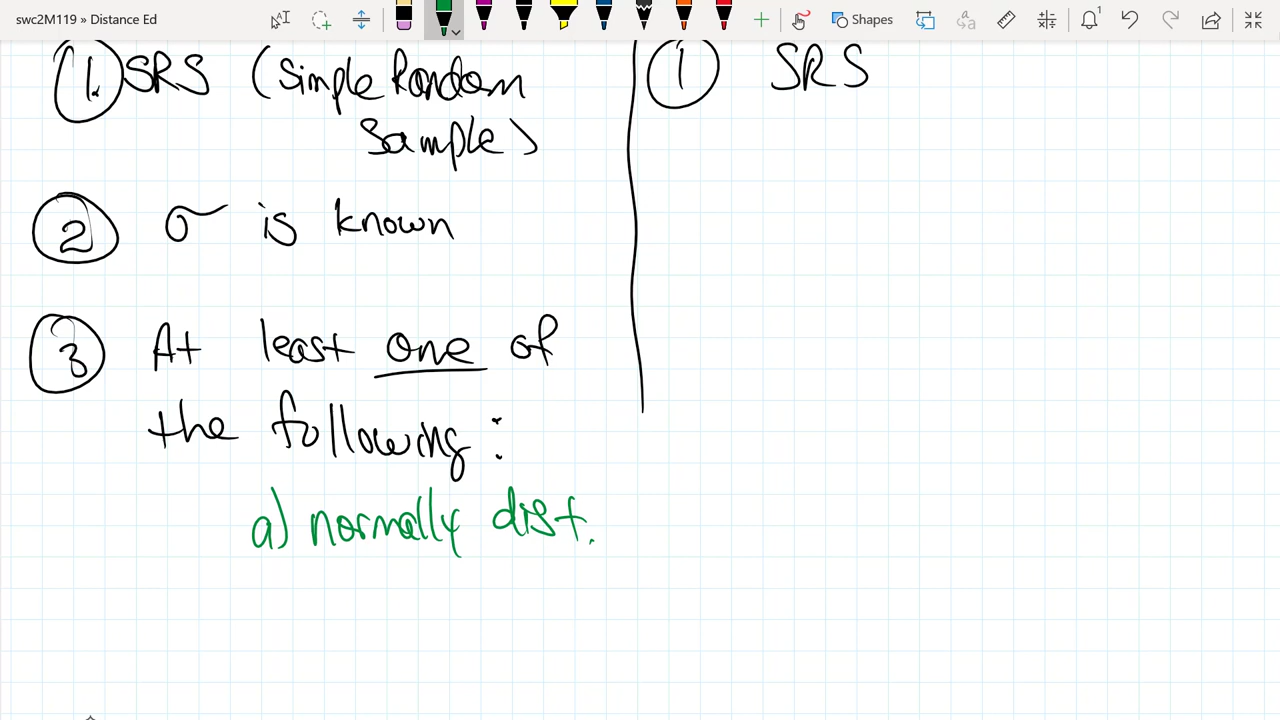 swc2M119 » Distance Ed
Shapes
1. SRS (Simple Random
Sample)
2 σ is known
3 At least one of
the following:
a) normally dist.
1 SRS